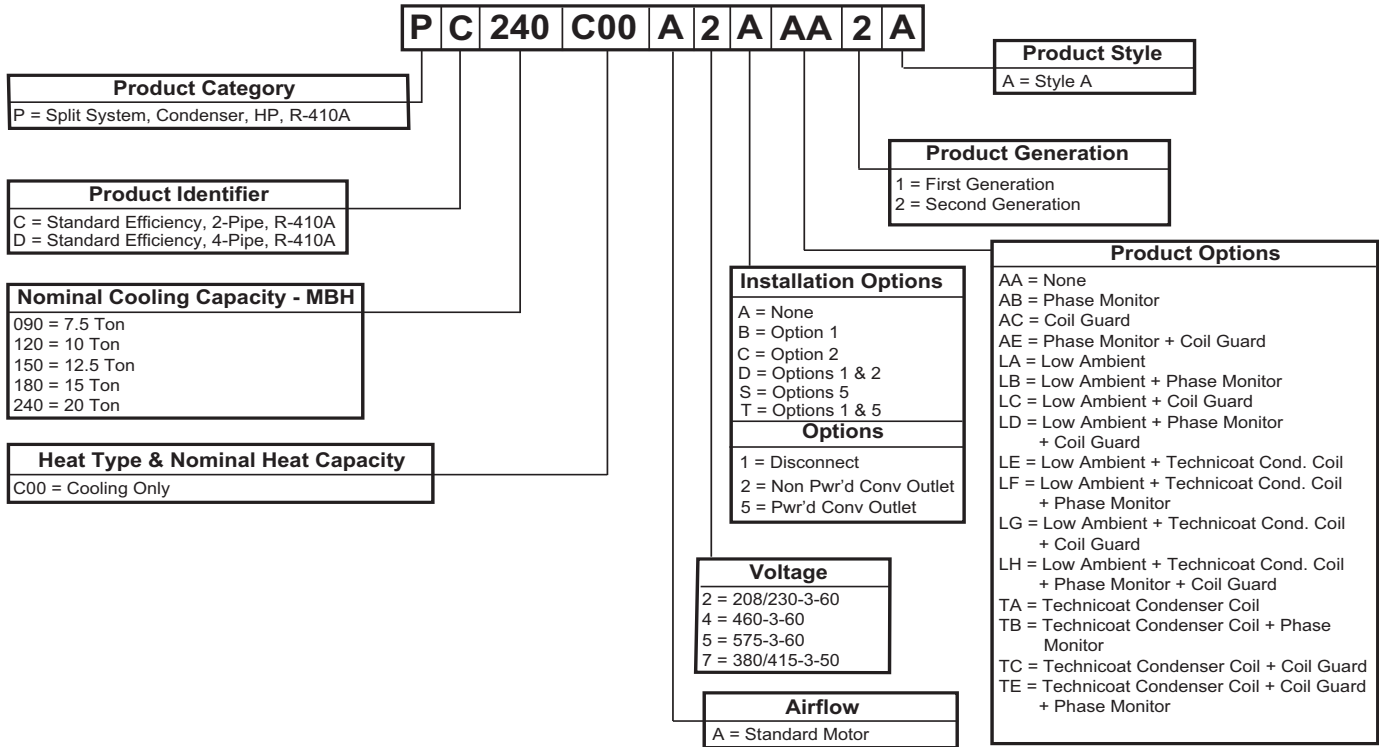 P C 240 C00 A 2 A AA 2 A
Product Category
P = Split System, Condenser, HP, R-410A
Product Identifier
C = Standard Efficiency, 2-Pipe, R-410A
D = Standard Efficiency, 4-Pipe, R-410A
Nominal Cooling Capacity - MBH
090 = 7.5 Ton
120 = 10 Ton
150 = 12.5 Ton
180 = 15 Ton
240 = 20 Ton
Heat Type & Nominal Heat Capacity
C00 = Cooling Only
Airflow
A = Standard Motor
Voltage
2 = 208/230-3-60
4 = 460-3-60
5 = 575-3-60
7 = 380/415-3-50
Installation Options
A = None
B = Option 1
C = Option 2
D = Options 1 & 2
S = Options 5
T = Options 1 & 5
Options
1 = Disconnect
2 = Non Pwr'd Conv Outlet
5 = Pwr'd Conv Outlet
Product Options
AA = None
AB = Phase Monitor
AC = Coil Guard
AE = Phase Monitor + Coil Guard
LA = Low Ambient
LB = Low Ambient + Phase Monitor
LC = Low Ambient + Coil Guard
LD = Low Ambient + Phase Monitor
+ Coil Guard
LE = Low Ambient + Technicoat Cond. Coil
LF = Low Ambient + Technicoat Cond. Coil
+ Phase Monitor
LG = Low Ambient + Technicoat Cond. Coil
+ Coil Guard
LH = Low Ambient + Technicoat Cond. Coil
+ Phase Monitor + Coil Guard
TA = Technicoat Condenser Coil
TB = Technicoat Condenser Coil + Phase
Monitor
TC = Technicoat Condenser Coil + Coil Guard
TE = Technicoat Condenser Coil + Coil Guard
+ Phase Monitor
Product Generation
1 = First Generation
2 = Second Generation
Product Style
A = Style A